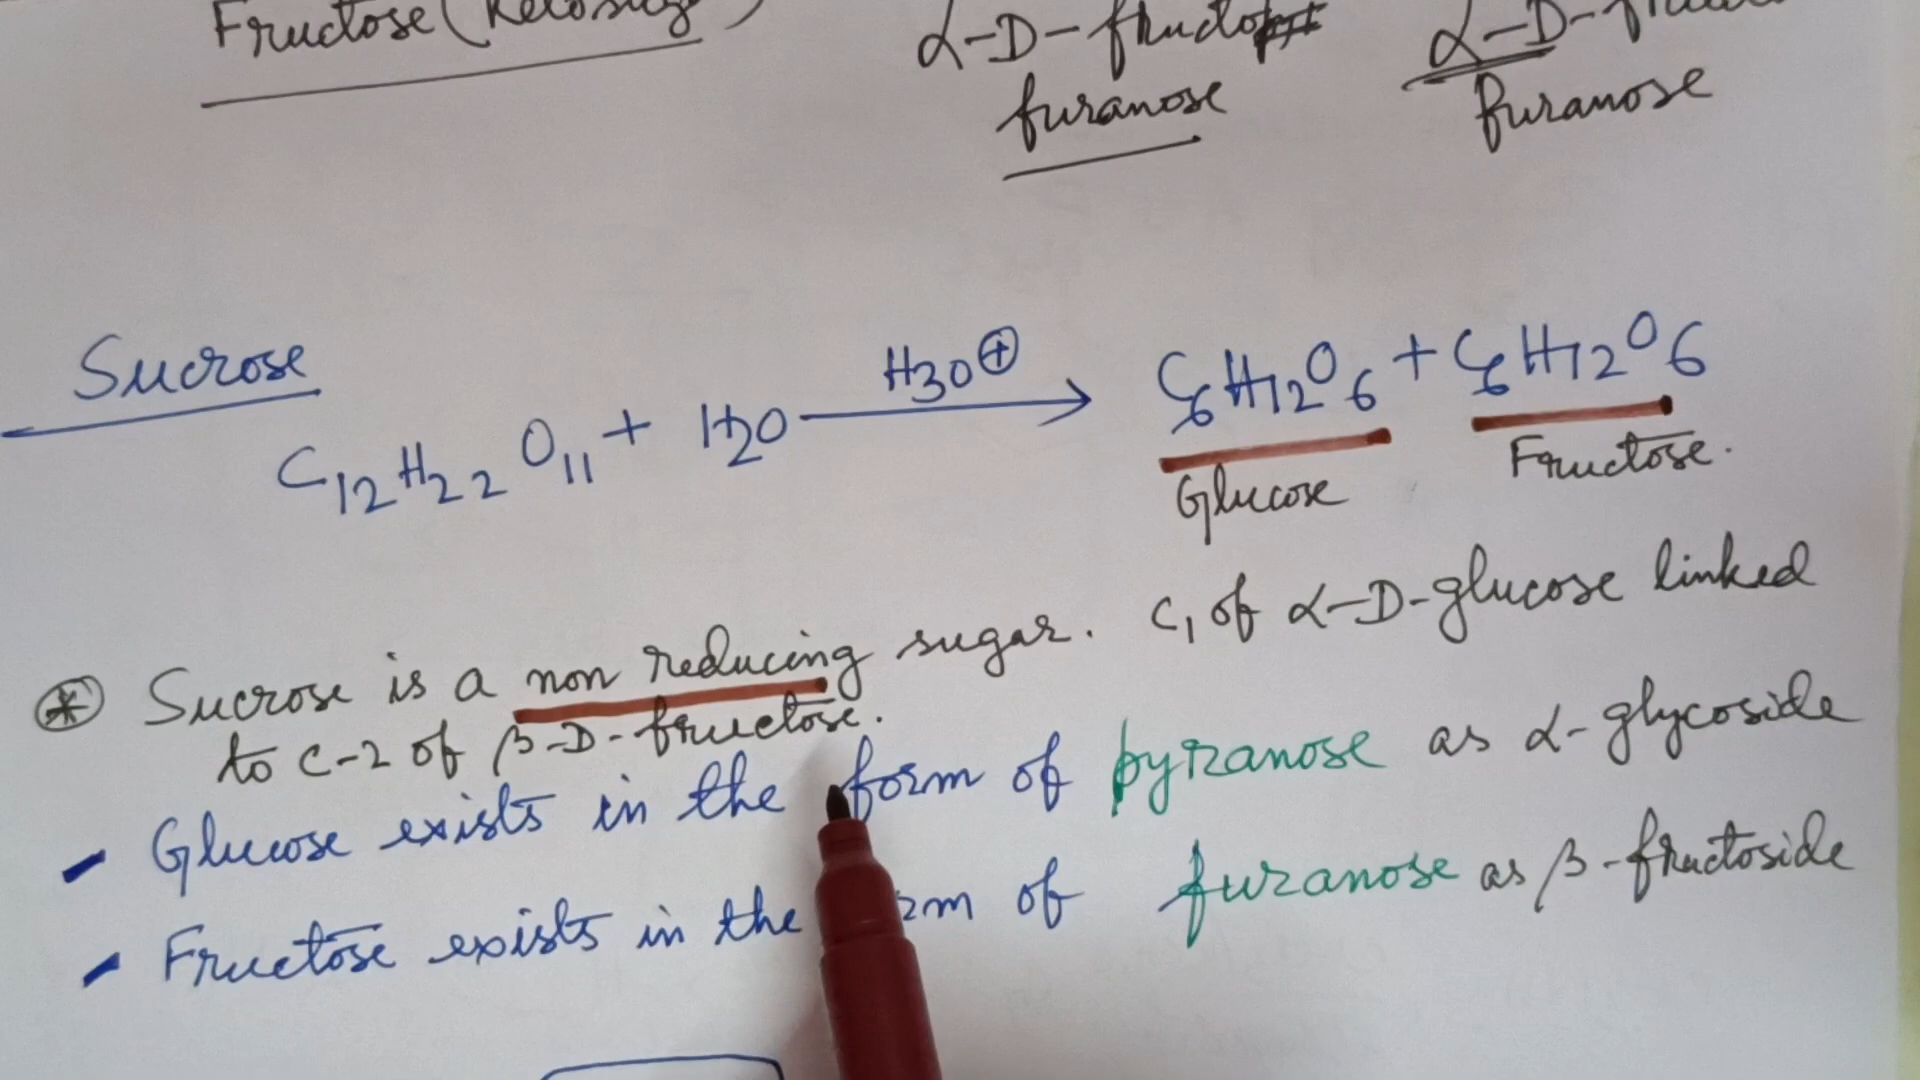 Fructose (
α-D- fructo
α-D-
furanose
furanose
Sucrose
C12H22O11 + H2O
H3O⊕
C6H12O6 + C6H12O6
Glucose
Fructose.
Sucrose is a non reducing sugar. C1 of α-D-glucose linked
to C-2 of β-D-fructose.
- Glucose exists in the form of pyranose as α-glycoside
- Fructose exists in the rm of furanose as β-fructoside